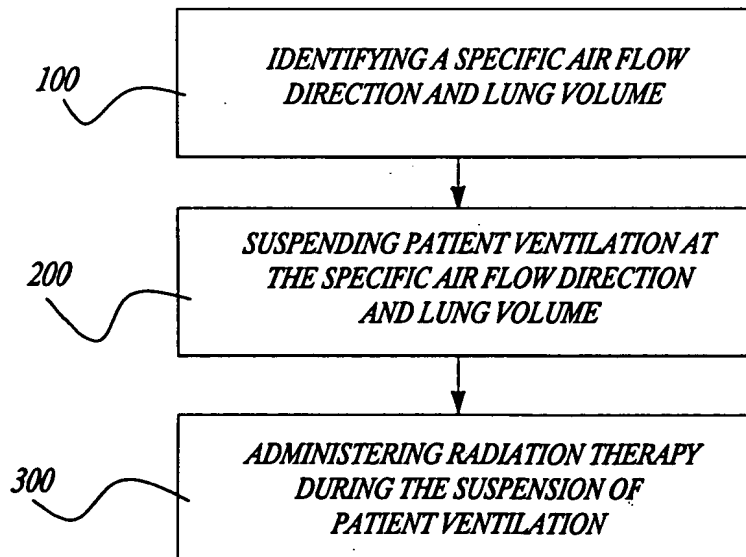 100
IDENTIFYING A SPECIFIC AIR FLOW
DIRECTION AND LUNG VOLUME
200
SUSPENDING PATIENT VENTILATION AT
THE SPECIFIC AIR FLOW DIRECTION
AND LUNG VOLUME
300
ADMINISTERING RADIATION THERAPY
DURING THE SUSPENSION OF
PATIENT VENTILATION